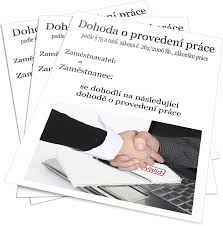 Dohoda o provedení práce
podle § 75 a násl. zákona č. 262/2006 Sb., zákoníku práce
Zaměstnavatel:
a
Zaměstnanec:
se dohodli na následující
dohodě o provedení práce